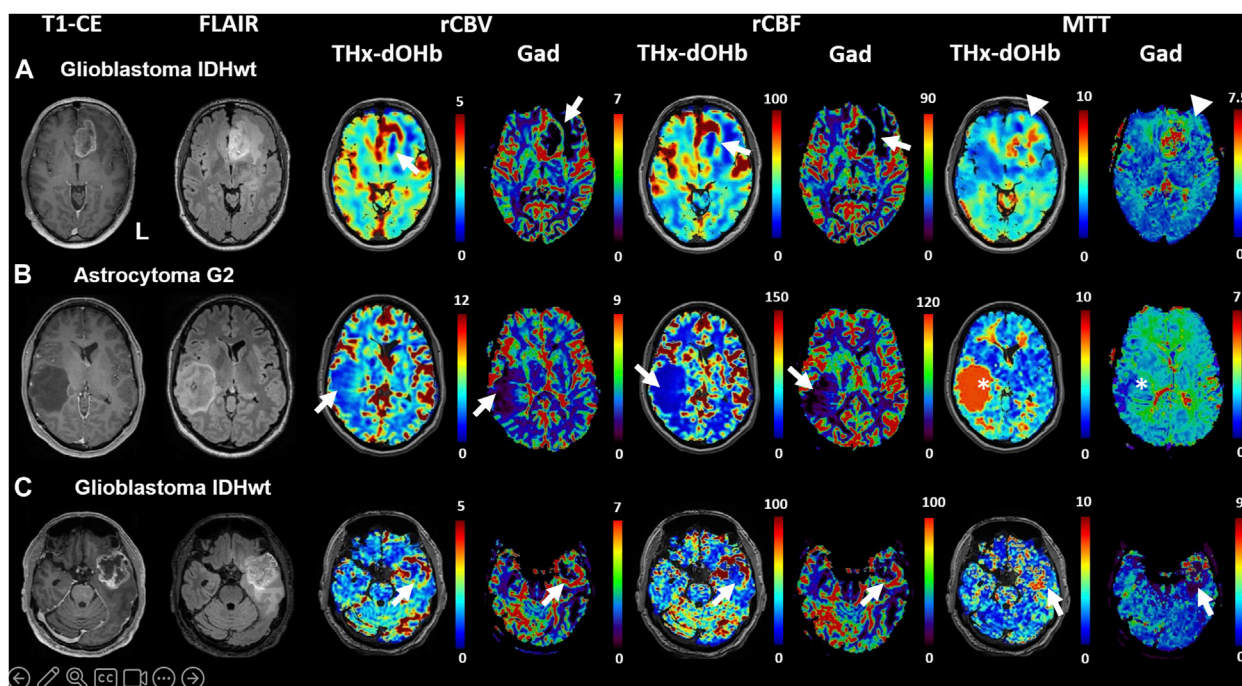 T1-CE FLAIR rCBV rCBF MTT
THx-dOHb Gad THx-dOHb Gad THx-dOHb Gad
A Glioblastoma IDHwt
5 7 100 90 10 7.5
L
0 0 0 0 0 0
B Astrocytoma G2
12 9 150 120 10 7
* *
0 0 0 0 0 0
C Glioblastoma IDHwt
5 7 100 100 10 9
0 0 0 0 0 0
CC